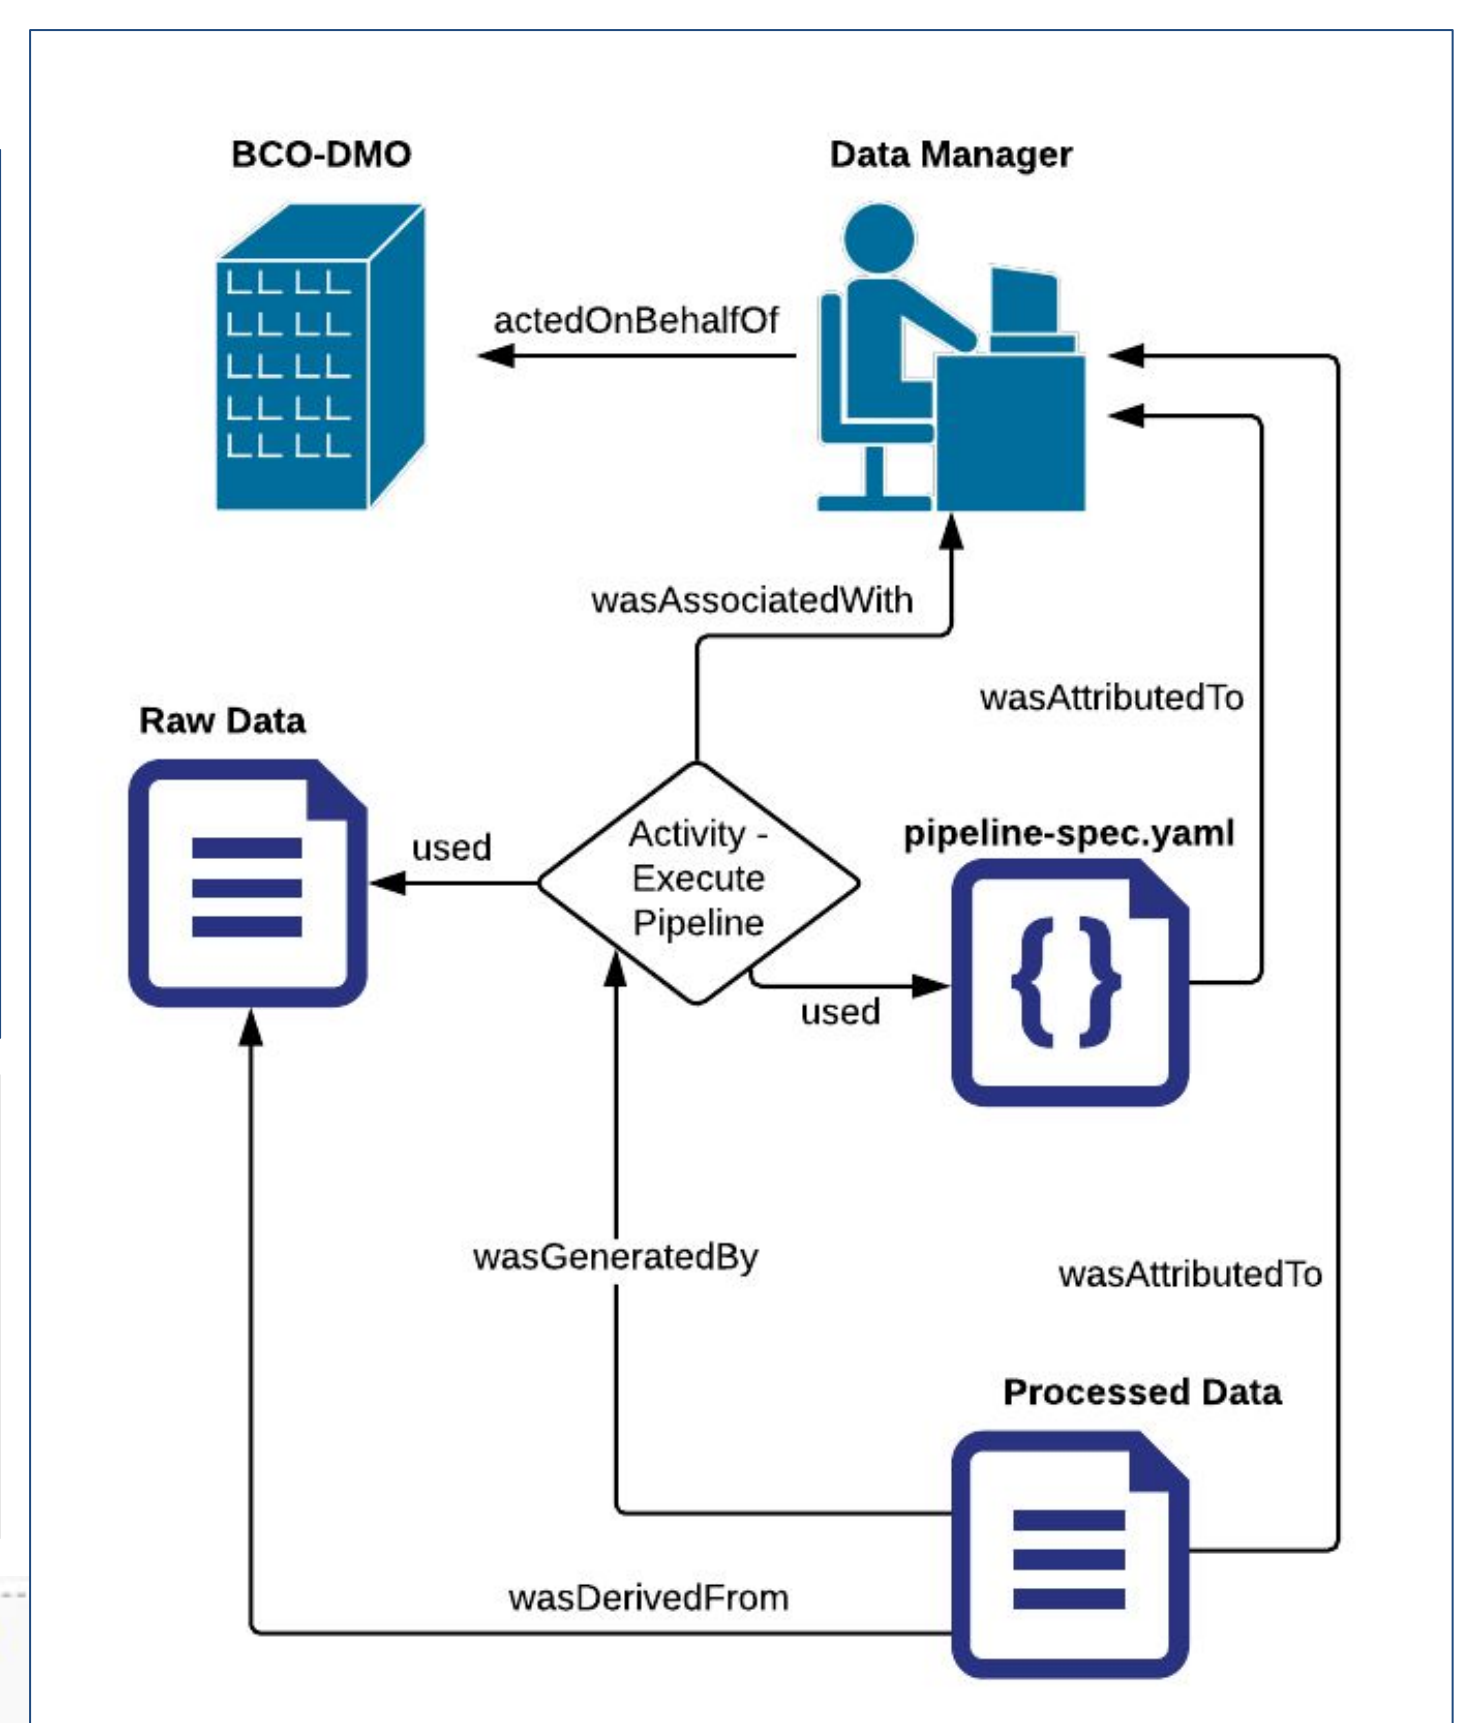 BCO-DMO
Data Manager
actedOnBehalfOf
wasAssociatedWith
wasAttributedTo
Raw Data
used
Activity -
Execute
Pipeline
pipeline-spec.yaml
{}
used
wasGeneratedBy
wasAttributedTo
Processed Data
wasDerivedFrom